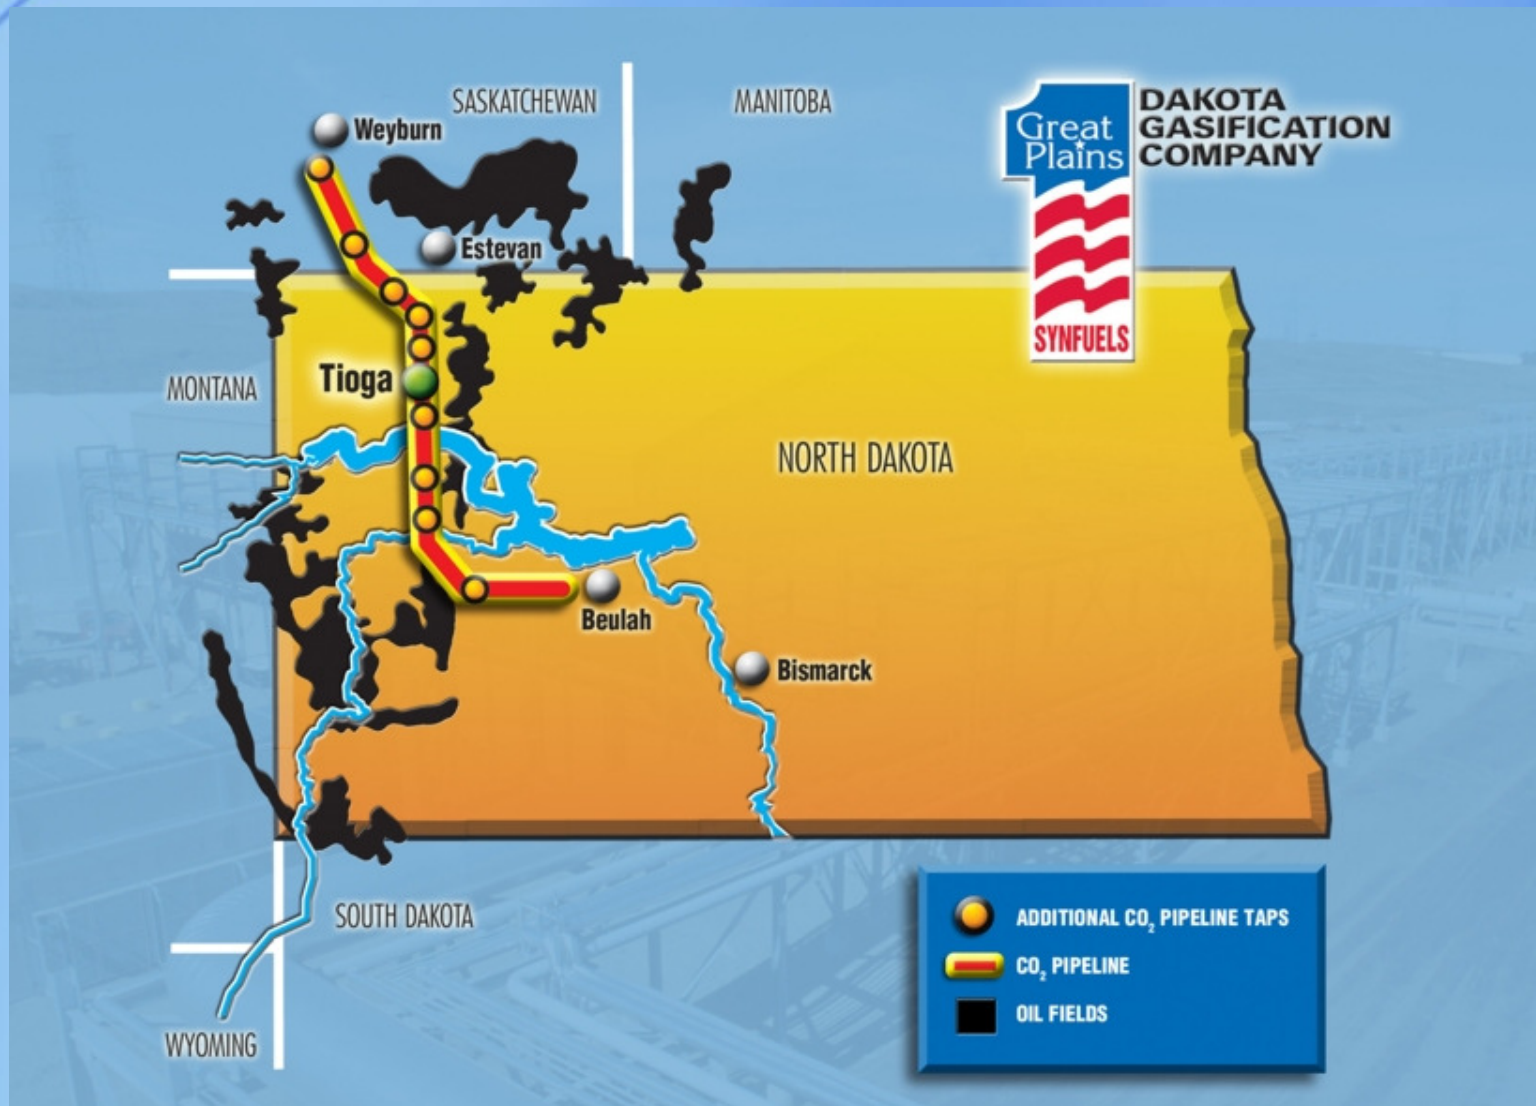 SASKATCHEWAN
MANITOBA
Weyburn
Great
Plains
SYNFUELS
DAKOTA
GASIFICATION
COMPANY
Estevan
Tioga
MONTANA
NORTH DAKOTA
Beulah
Bismarck
SOUTH DAKOTA
WYOMING
ADDITIONAL CO₂ PIPELINE TAPS
CO₂ PIPELINE
OIL FIELDS